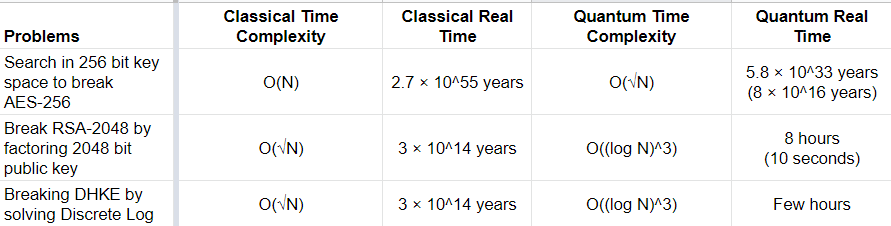 Problems
Classical Time
Complexity
Classical Real
Time
Quantum Time
Complexity
Quantum Real
Time
Search in 256 bit key
space to break
AES-256
O(N)
2.7 × 10^55 years
O(√N)
5.8 × 10^33 years
(8 × 10^16 years)
Break RSA-2048 by
factoring 2048 bit
public key
O(√N)
3 × 10^14 years
O((log N)^3)
8 hours
(10 seconds)
Breaking DHKE by
solving Discrete Log
O(√N)
3 × 10^14 years
O((log N)^3)
Few hours